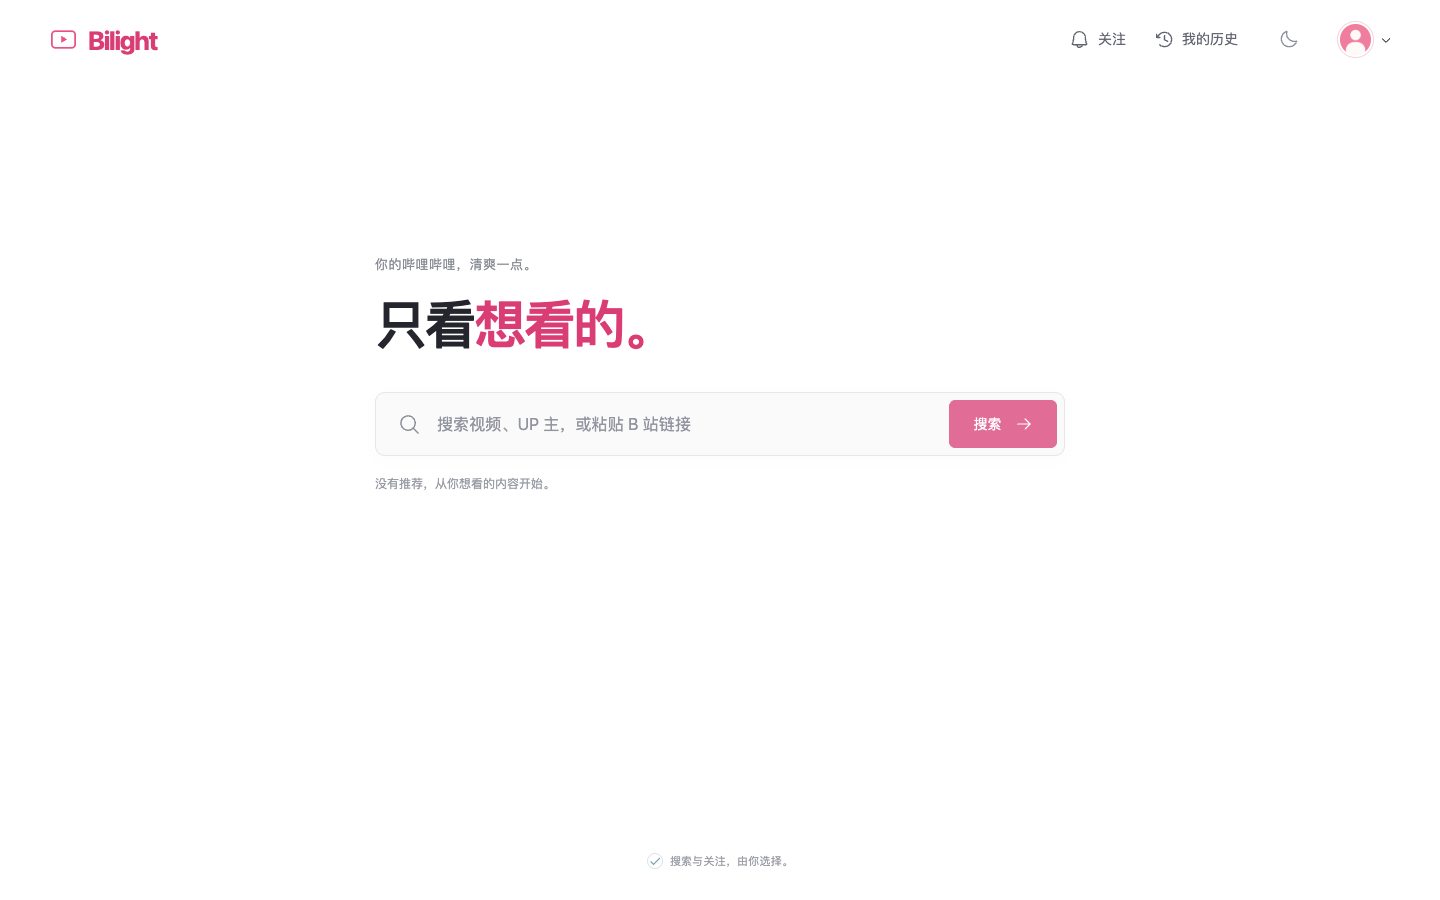 Bilight
关注
我的历史
你的哔哩哔哩，清爽一点。
只看想看的。
搜索视频、UP 主，或粘贴 B 站链接
搜索
没有推荐，从你想看的内容开始。
搜索与关注，由你选择。